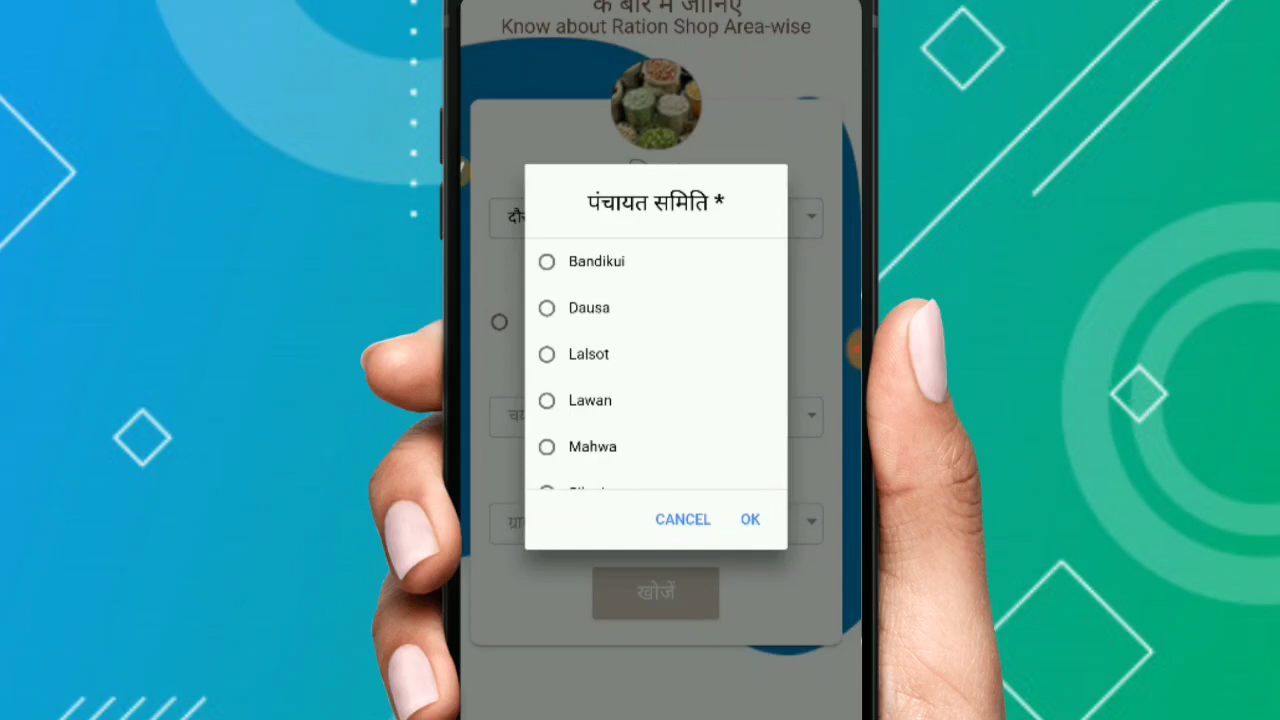 के बारे में जानिए
Know about Ration Shop Area-wise
पंचायत समिति *
Bandikui
Dausa
Lalsot
Lawan
Mahwa
CANCEL OK
खोजें